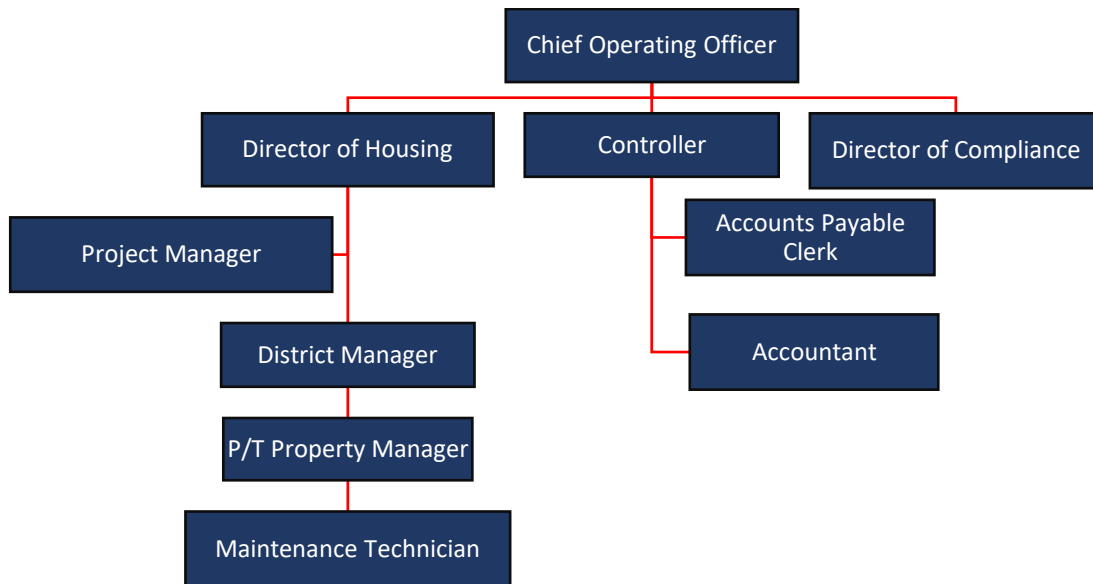 Chief Operating Officer
Director of Housing
Controller
Director of Compliance
Project Manager
Accounts Payable
Clerk
District Manager
Accountant
P/T Property Manager
Maintenance Technician